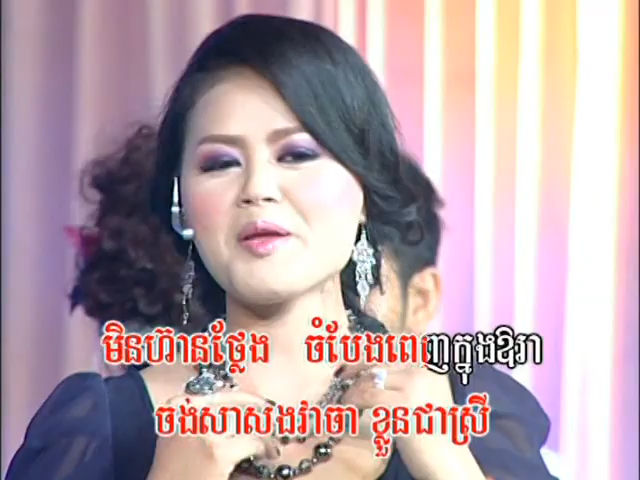 មិនហ៊ានថ្លែង ចំបែងពេញក្នុងឱរា
ចង់សាសងវាចា ខ្លួនជាស្រី